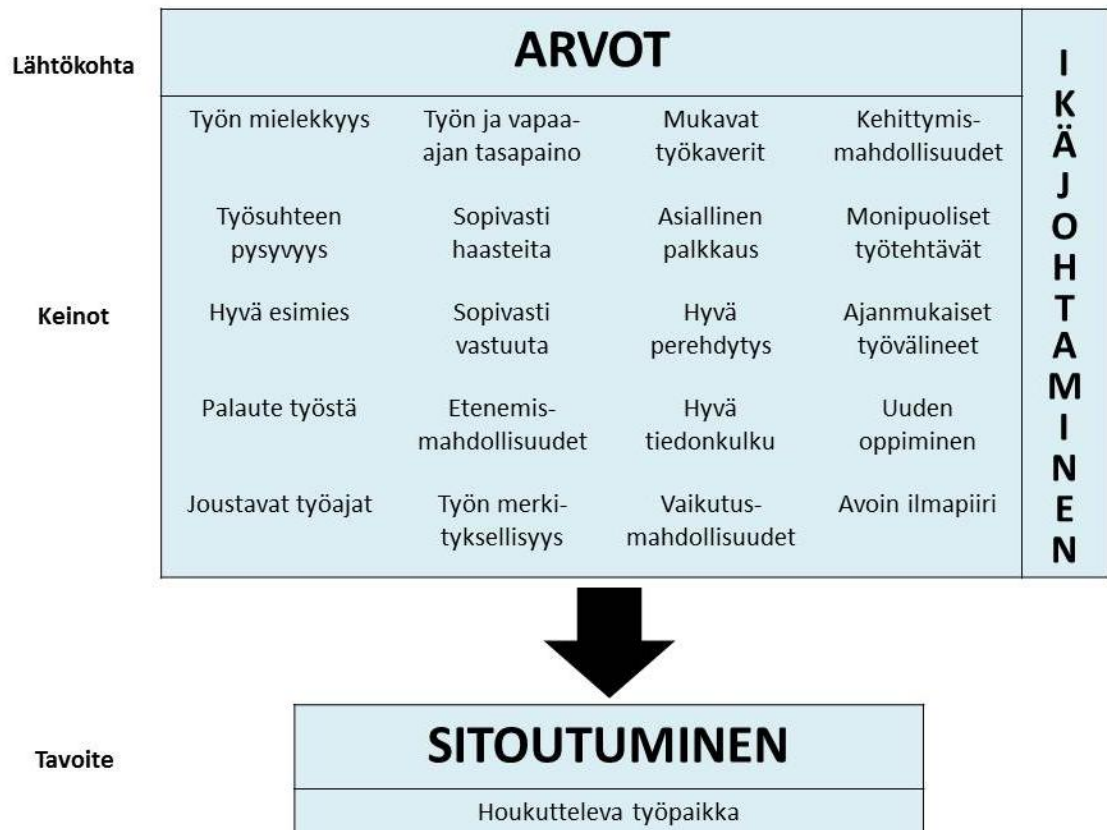 Lähtökohta
ARVOT
Työn mielekkyys
Työn ja vapaa-
ajan tasapaino
Mukavat
työkaverit
Kehittymis-
mahdollisuudet
Keinot
Työsuhteen
pysyvyys
Sopivasti
haasteita
Asiallinen
palkkaus
Monipuoliset
työtehtävät
Hyvä esimies
Sopivasti
vastuuta
Hyvä
perehdytys
Ajanmukaiset
työvälineet
Palaute työstä
Etenemis-
mahdollisuudet
Hyvä
tiedonkulku
Uuden
oppiminen
Joustavat työajat
Työn merki-
tyksellisyys
Vaikutus-
mahdollisuudet
Avoin ilmapiiri
IKÄJOHTAMINEN
Tavoite
SITOUTUMINEN
Houkutteleva työpaikka